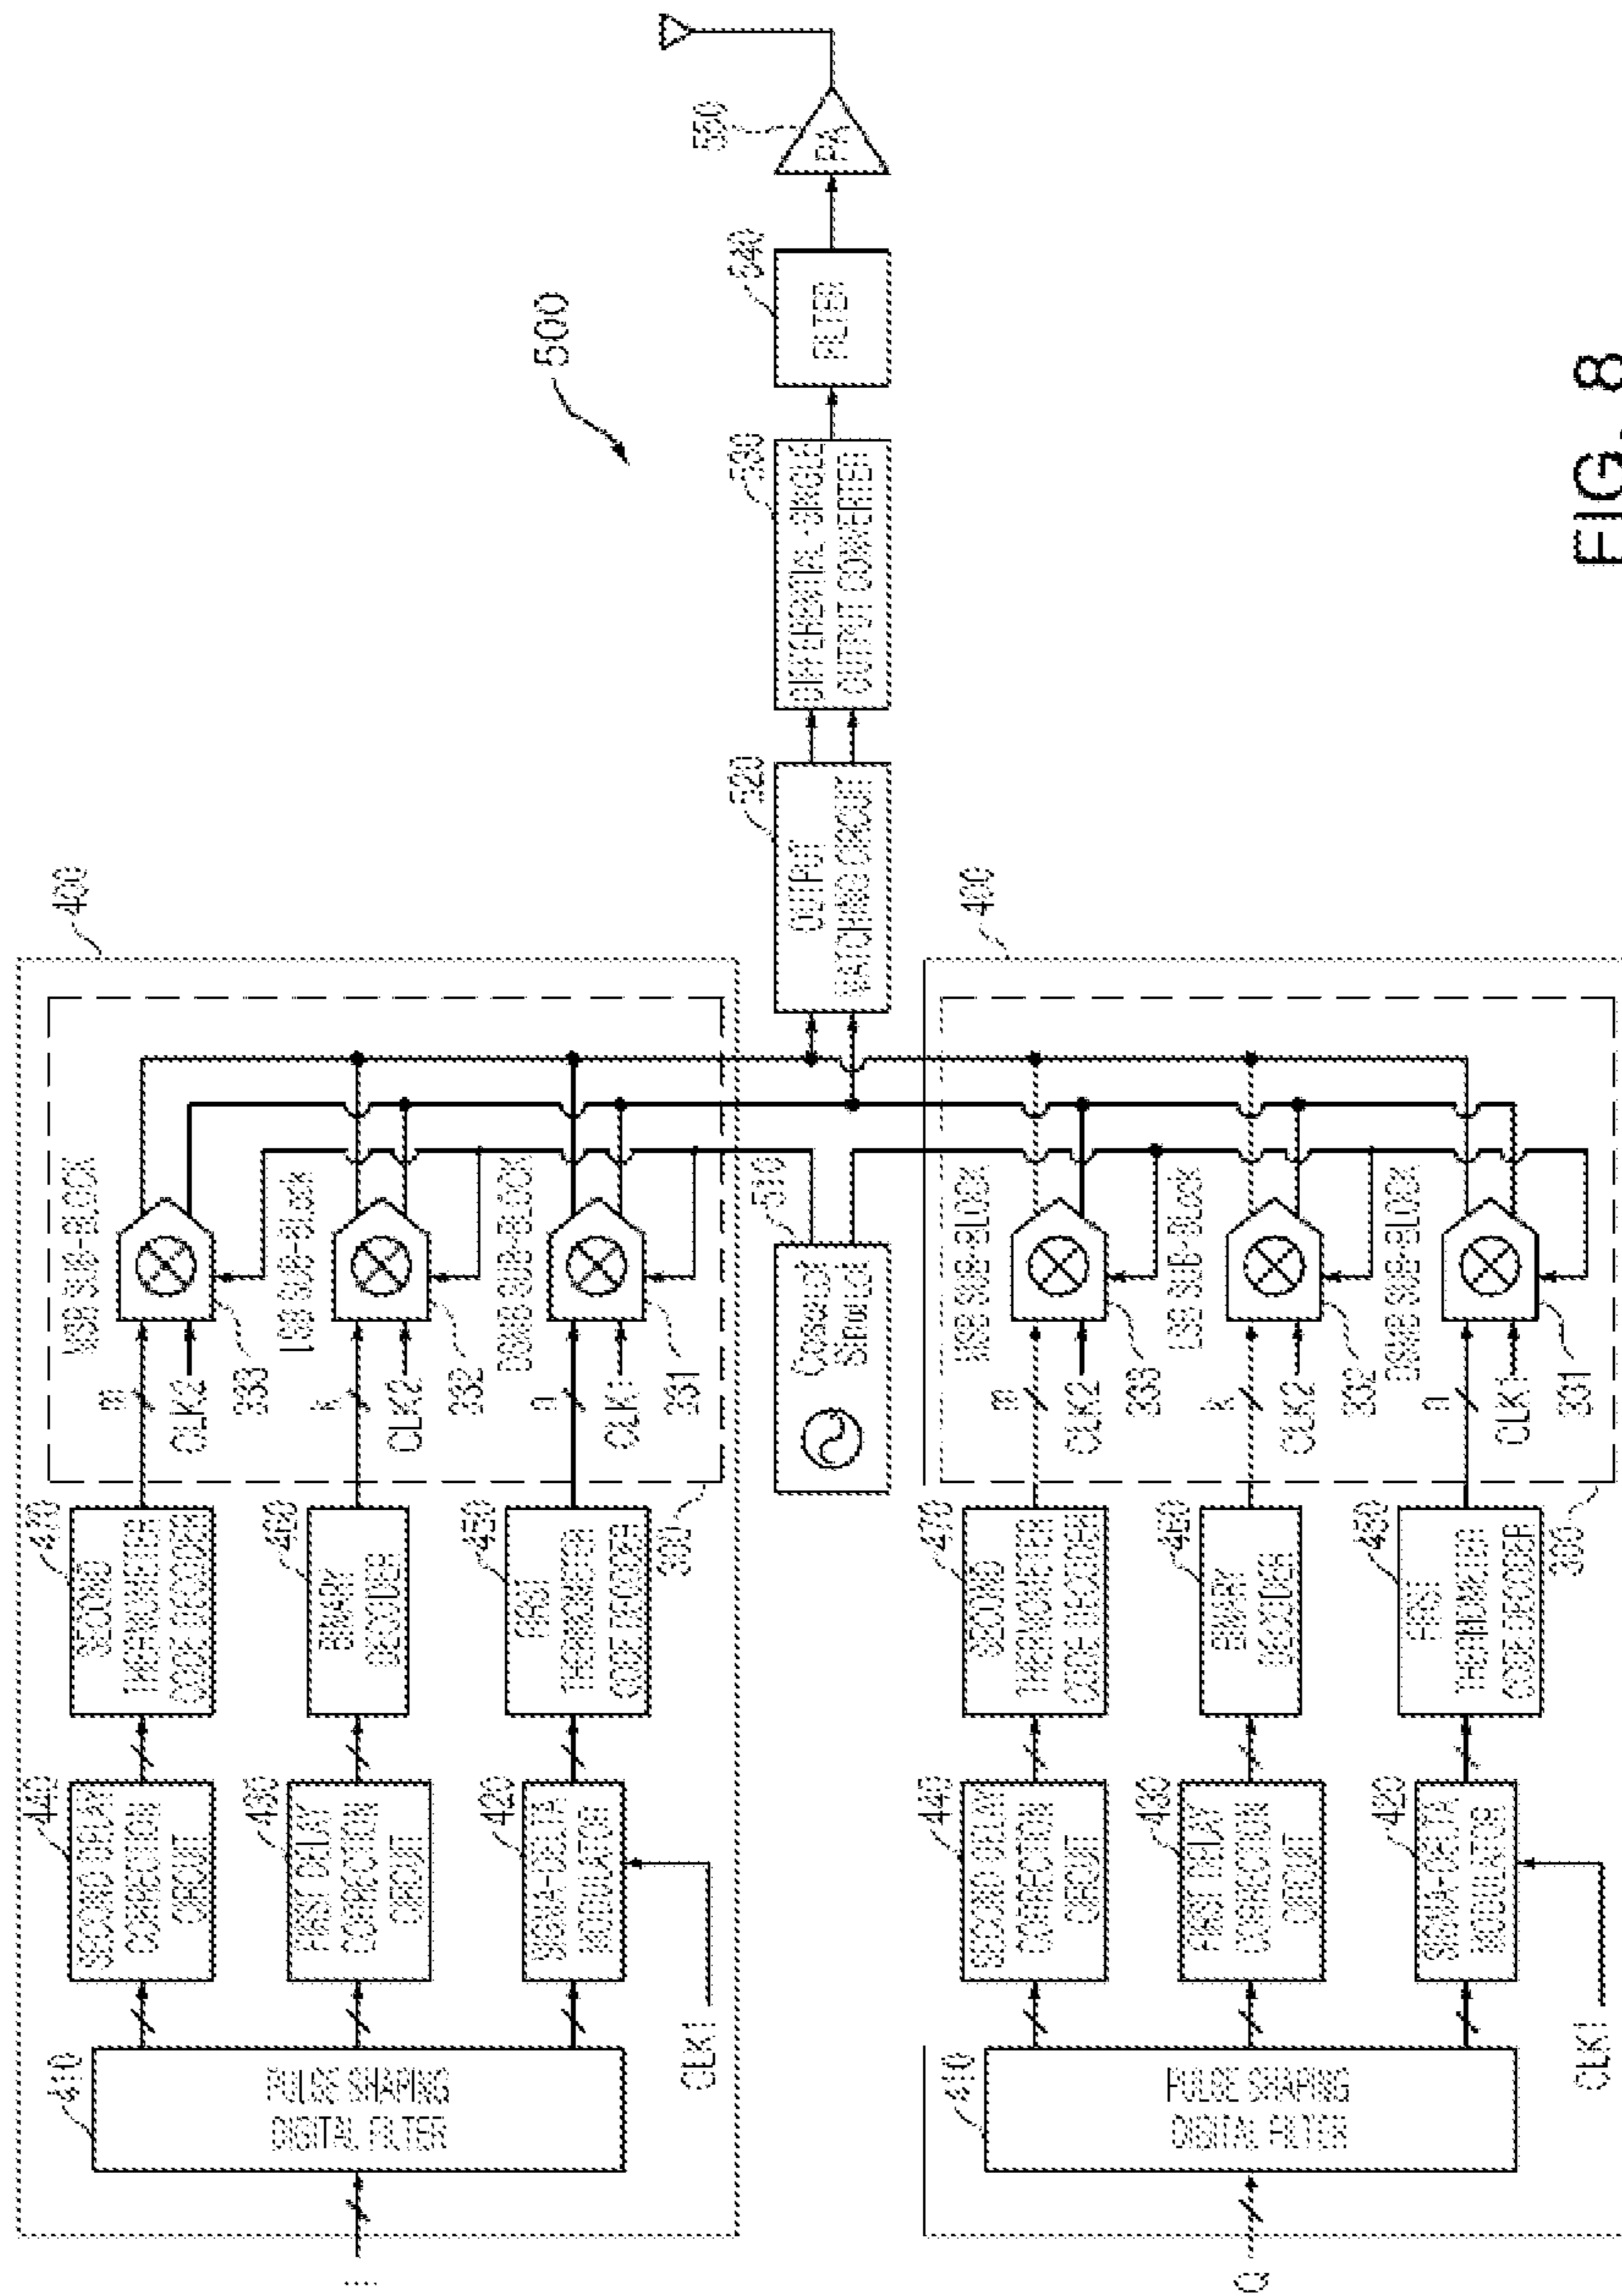 I
410
PULSE SHAPING
DIGITAL FILTER
440
SECOND DELAY
CORRECTION
CIRCUIT
430
FIRST DELAY
CORRECTION
CIRCUIT
420
SIGMA-DELTA
MODULATOR
CLK1
470
SECOND
THERMOMETER
CODE DECODER
460
BINARY
DECODER
450
FIRST
THERMOMETER
CODE DECODER
300
MSB SUB-BLOCK
m
CLK2
333
LSB SUB-BLock
k
CLK2
332
DSMB SUB-BLOCK
n
CLK1
331
400
500
510
CosωLot
SinωLot
520
OUTPUT
MATCHING CIRCUIT
530
DIFFERENTIAL-SINGLE
OUTPUT CONVERTER
540
FILTER
550
PA
Q
410
PULSE SHAPING
DIGITAL FILTER
440
SECOND DELAY
CORRECTION
CIRCUIT
430
FIRST DELAY
CORRECTION
CIRCUIT
420
SIGMA-DELTA
MODULATOR
CLK1
470
SECOND
THERMOMETER
CODE DECODER
460
BINARY
DECODER
450
FIRST
THERMOMETER
CODE DECODER
300
MSB SUB-BLOCK
m
CLK2
333
LSB SUB-BLock
k
CLK2
332
DSMB SUB-BLOCK
n
CLK1
331
400
FIG. 8